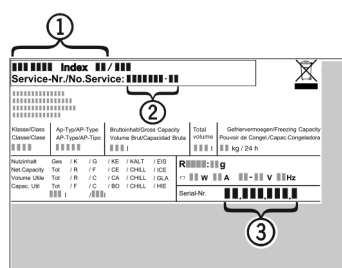 1
Index /
Service-Nr./No.Service: -
2
Klasse/Class Ap-Typ/AP-Type Bruttoinhalt/Gross Capacity Total Gefriervermoegen/Freezing Capacity
Classe/Clase AP-Type/AP-Tipo Volume Brut/Capacidad Bruta volume Pouvoir de Congel./Capac.Congeladora
l l kg / 24 h
Nutzinhalt Ges / K / G / KE / KALT / EIS
Net.Capacity Tot / R / F / CE / CHILL / ICE
Volume Utile Tot / R / C / CA / CHILL / GLA
Capac. Util Tot / F / C / BO / CHILL / HIE
l / l
R : g
W A - V Hz
Serial-Nr.
3